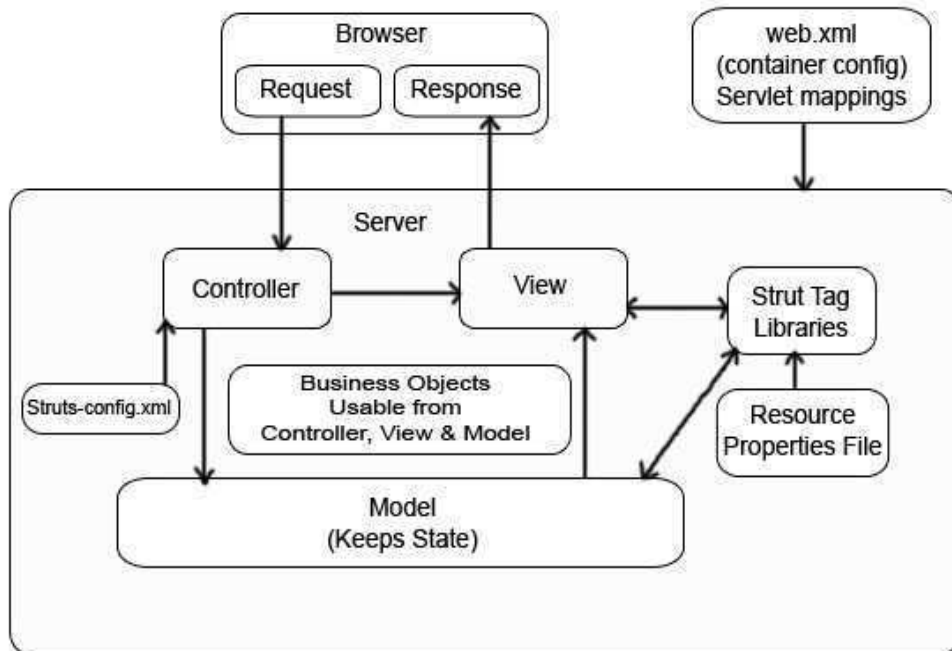 Browser
Request
Response
web.xml
(container config)
Servlet mappings
Server
Controller
View
Strut Tag
Libraries
Struts-config.xml
Business Objects
Usable from
Controller, View & Model
Resource
Properties File
Model
(Keeps State)